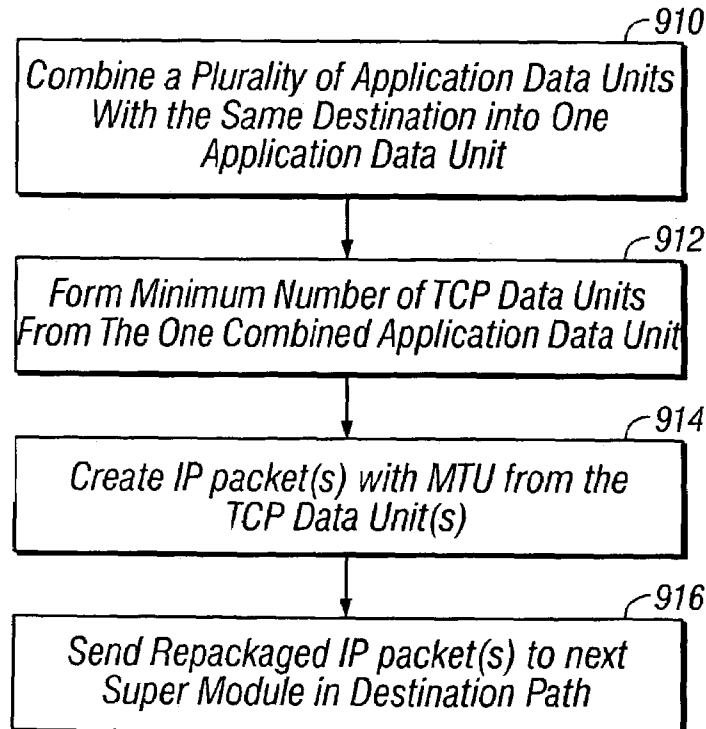 910
Combine a Plurality of Application Data Units
With the Same Destination into One
Application Data Unit
912
Form Minimum Number of TCP Data Units
From The One Combined Application Data Unit
914
Create IP packet(s) with MTU from the
TCP Data Unit(s)
916
Send Repackaged IP packet(s) to next
Super Module in Destination Path